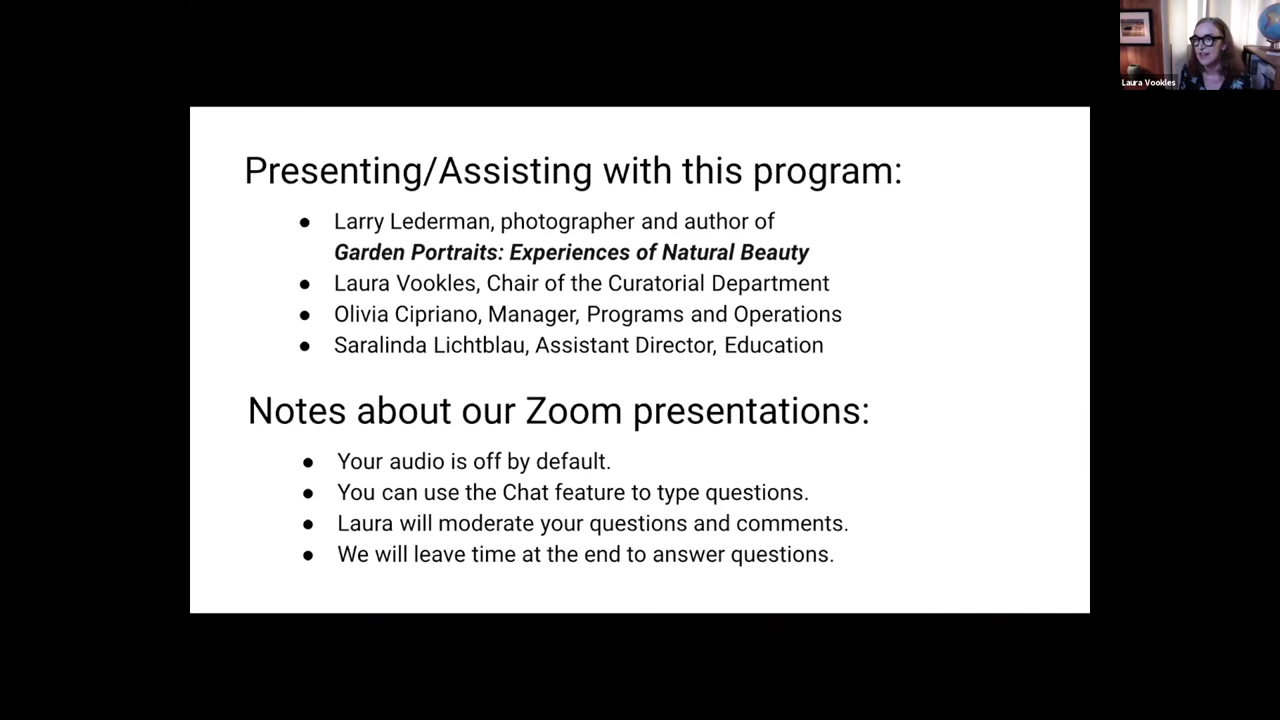 Laura Vookles
Presenting/Assisting with this program:
● Larry Lederman, photographer and author of
Garden Portraits: Experiences of Natural Beauty
● Laura Vookles, Chair of the Curatorial Department
● Olivia Cipriano, Manager, Programs and Operations
● Saralinda Lichtblau, Assistant Director, Education
Notes about our Zoom presentations:
● Your audio is off by default.
● You can use the Chat feature to type questions.
● Laura will moderate your questions and comments.
● We will leave time at the end to answer questions.